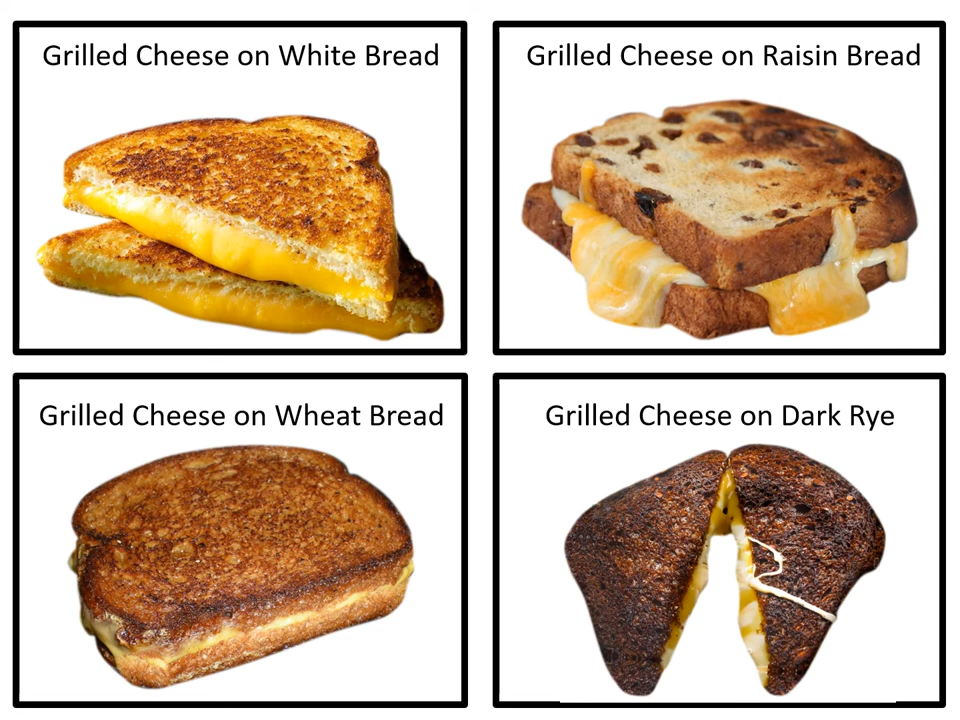 Grilled Cheese on White Bread
Grilled Cheese on Raisin Bread
Grilled Cheese on Wheat Bread
Grilled Cheese on Dark Rye